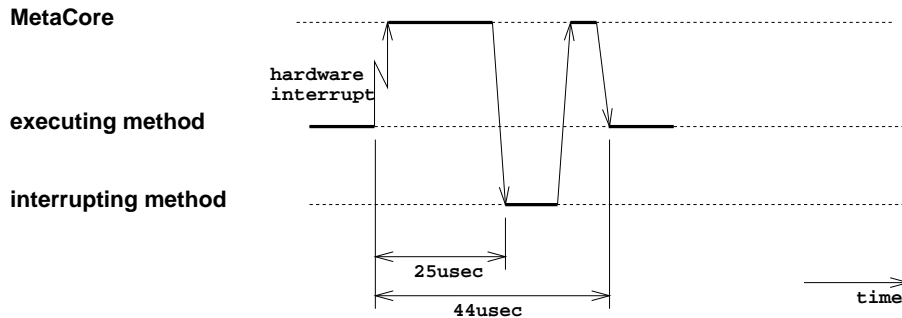 MetaCore
hardware
interrupt
executing method
interrupting method
25usec
time
44usec